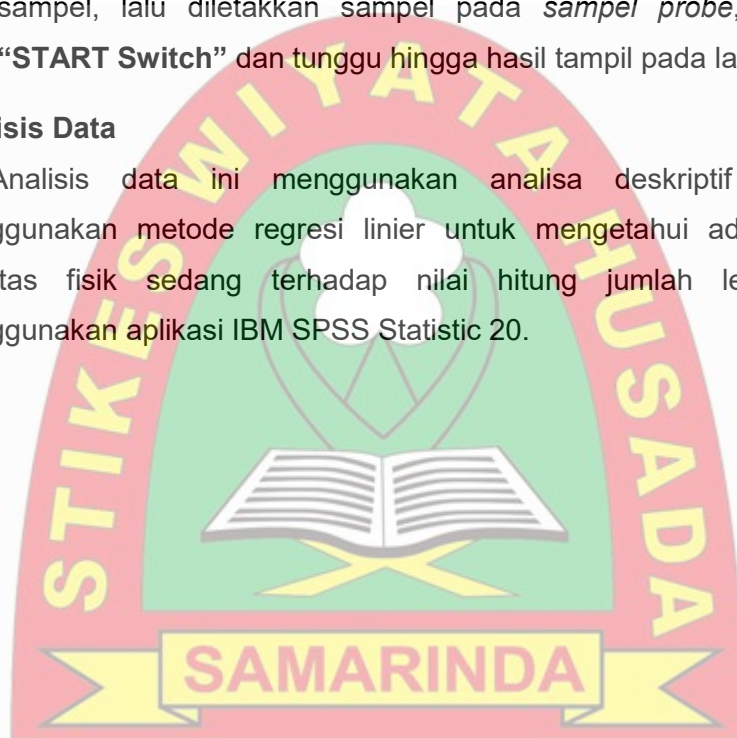 sampel, lalu diletakkan sampel pada sampel probe,
“START Switch” dan tunggu hingga hasil tampil pada la
isis Data
Analisis data ini menggunakan analisa deskriptif
ggunakan metode regresi linier untuk mengetahui ad
tas fisik sedang terhadap nilai hitung jumlah le
ggunakan aplikasi IBM SPSS Statistic 20.
STIKES WIYATA HUSADA
SAMARINDA